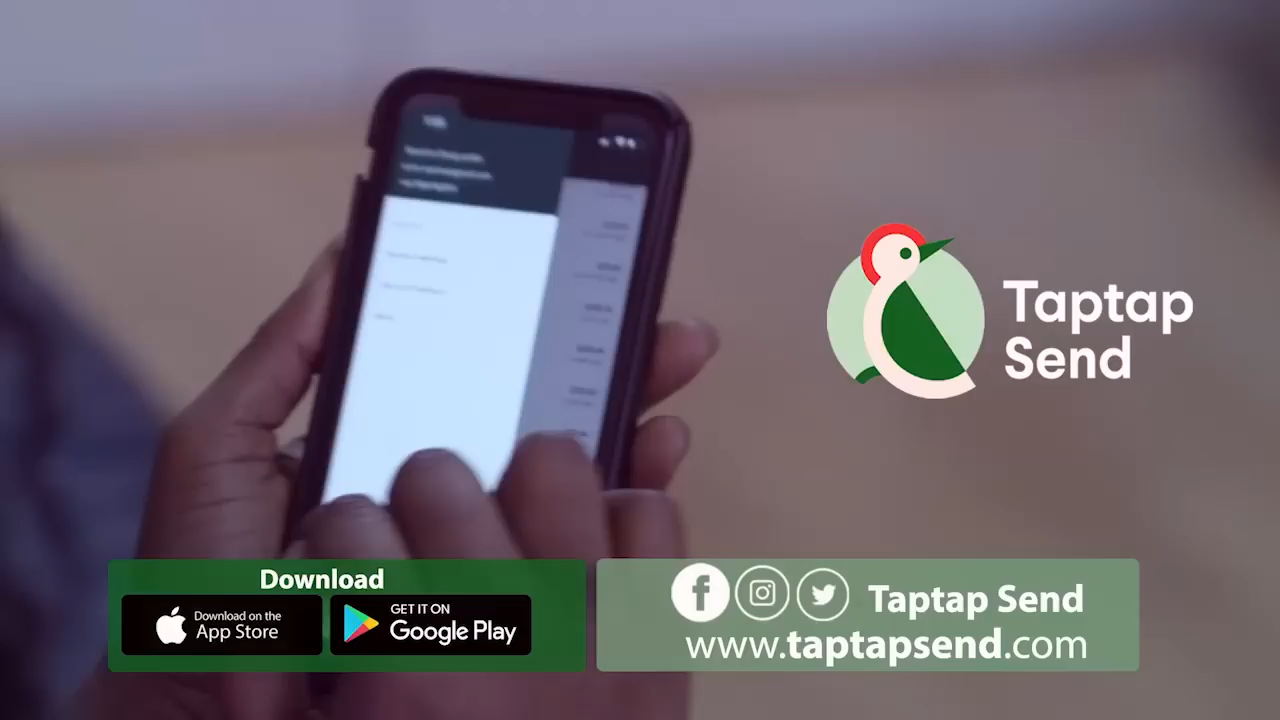 Taptap
Send
Download
Download on the
App Store
GET IT ON
Google Play
Taptap Send
www.taptapsend.com